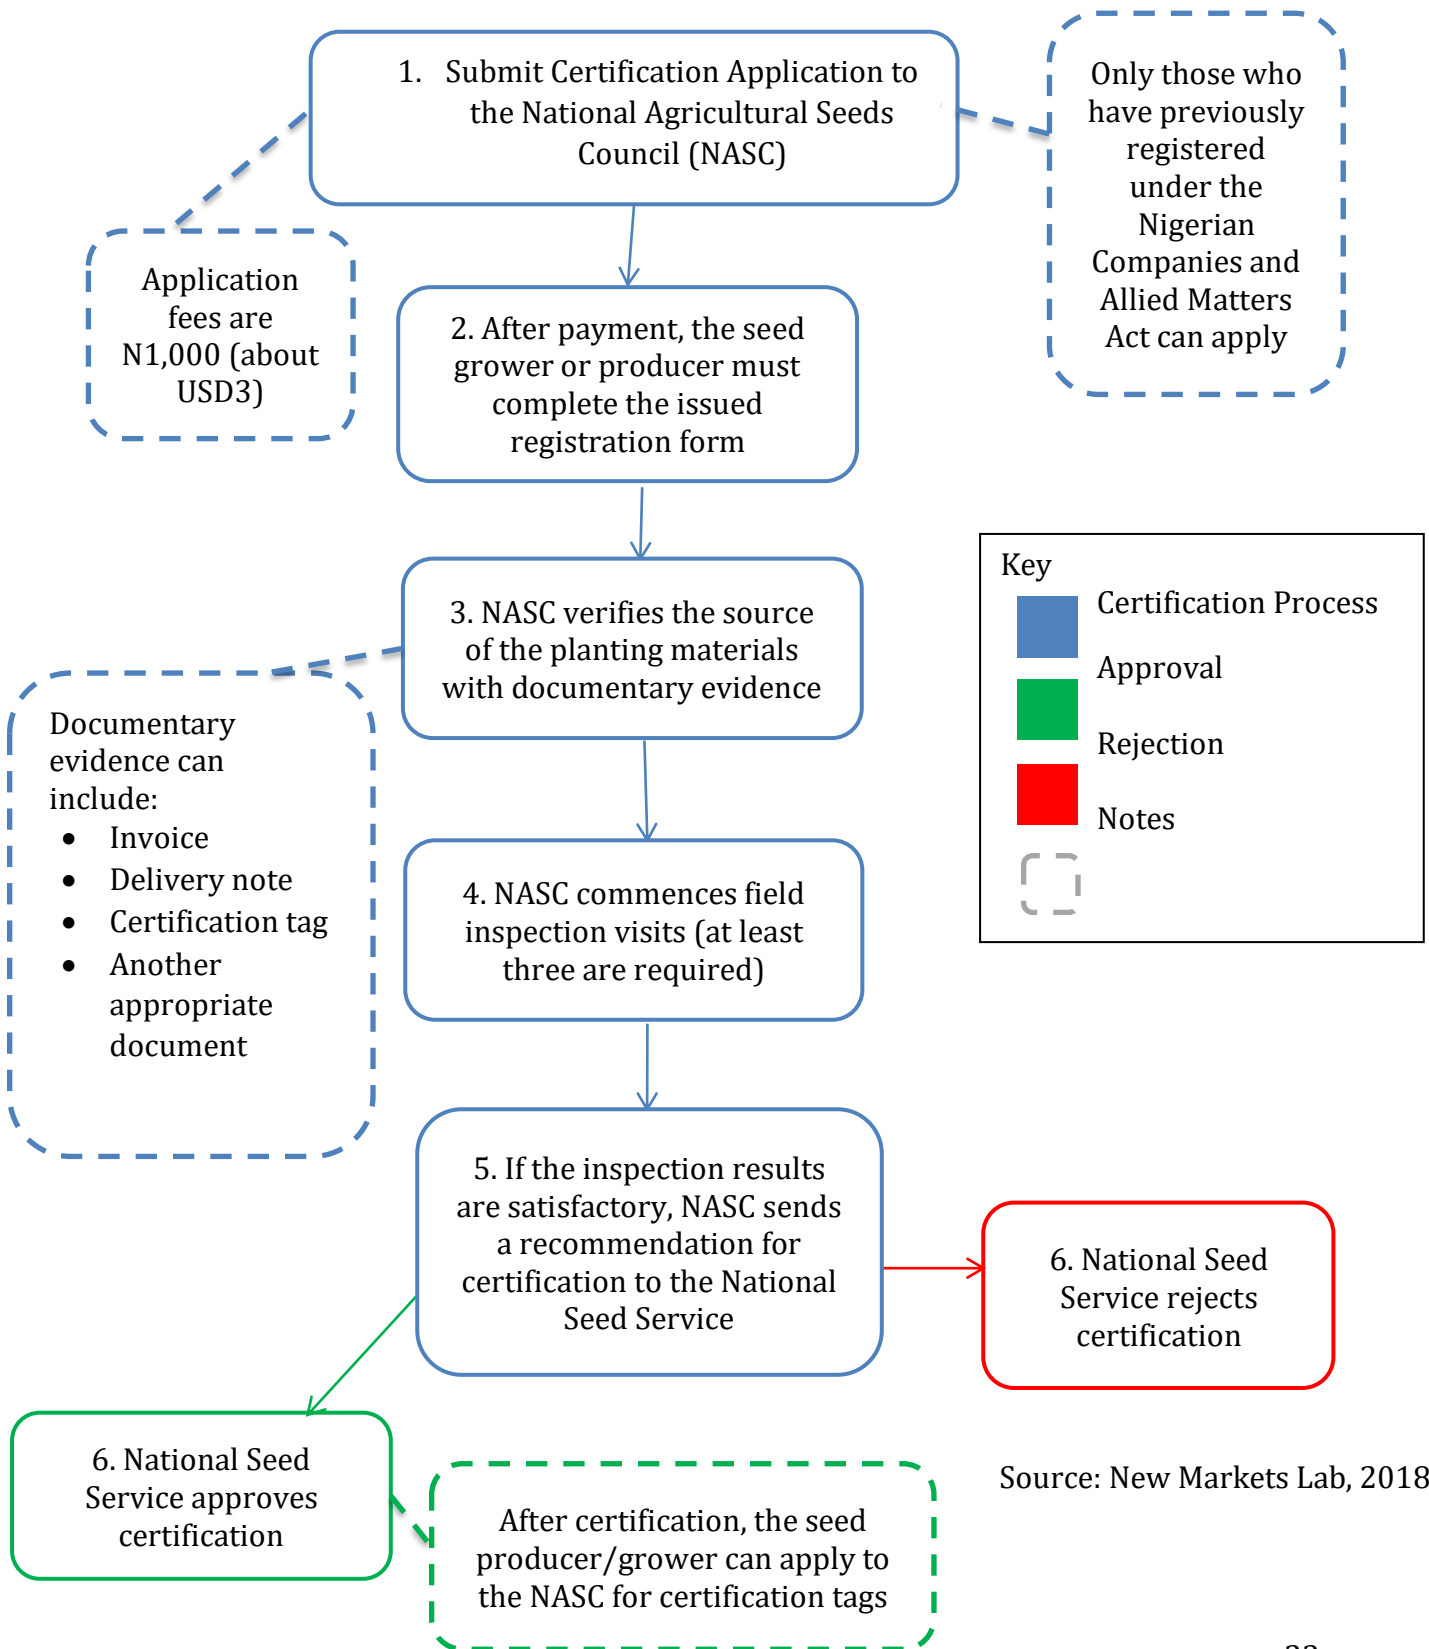 1. Submit Certification Application to
the National Agricultural Seeds
Council (NASC)
Only those who
have previously
registered
under the
Nigerian
Companies and
Allied Matters
Act can apply
Application
fees are
N1,000 (about
USD3)
2. After payment, the seed
grower or producer must
complete the issued
registration form
Key
Certification Process
Approval
Rejection
Notes
3. NASC verifies the source
of the planting materials
with documentary evidence
Documentary
evidence can
include:
• Invoice
• Delivery note
• Certification tag
• Another
appropriate
document
4. NASC commences field
inspection visits (at least
three are required)
5. If the inspection results
are satisfactory, NASC sends
a recommendation for
certification to the National
Seed Service
6. National Seed
Service rejects
certification
6. National Seed
Service approves
certification
After certification, the seed
producer/grower can apply to
the NASC for certification tags
Source: New Markets Lab, 2018